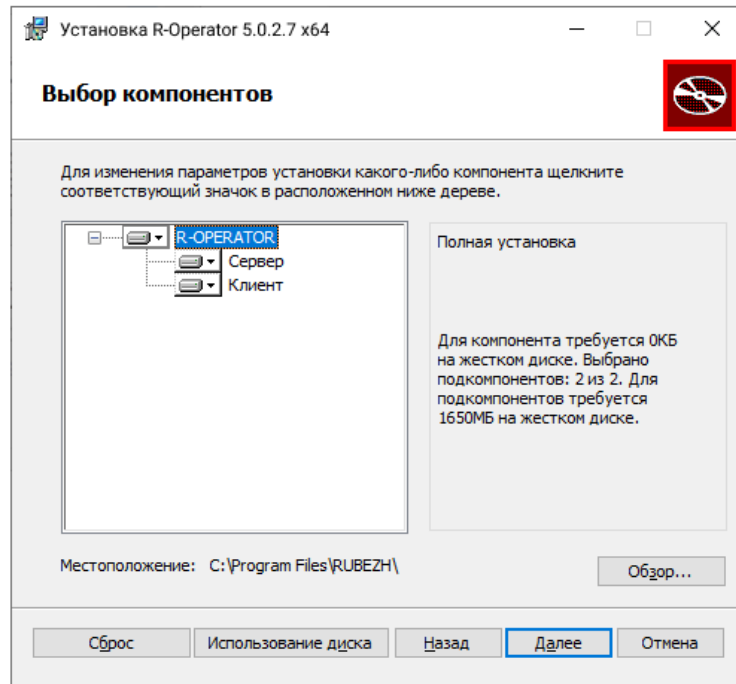 Установка R-Operator 5.0.2.7 x64
Выбор компонентов
Для изменения параметров установки какого-либо компонента щелкните
соответствующий значок в расположенном ниже дереве.
R-OPERATOR
Сервер
Клиент
Полная установка
Для компонента требуется 0КБ
на жестком диске. Выбрано
подкомпонентов: 2 из 2. Для
подкомпонентов требуется
1650МБ на жестком диске.
Местоположение: C:\Program Files\RUBEZH\
Обзор...
Сброс
Использование диска
Назад
Далее
Отмена